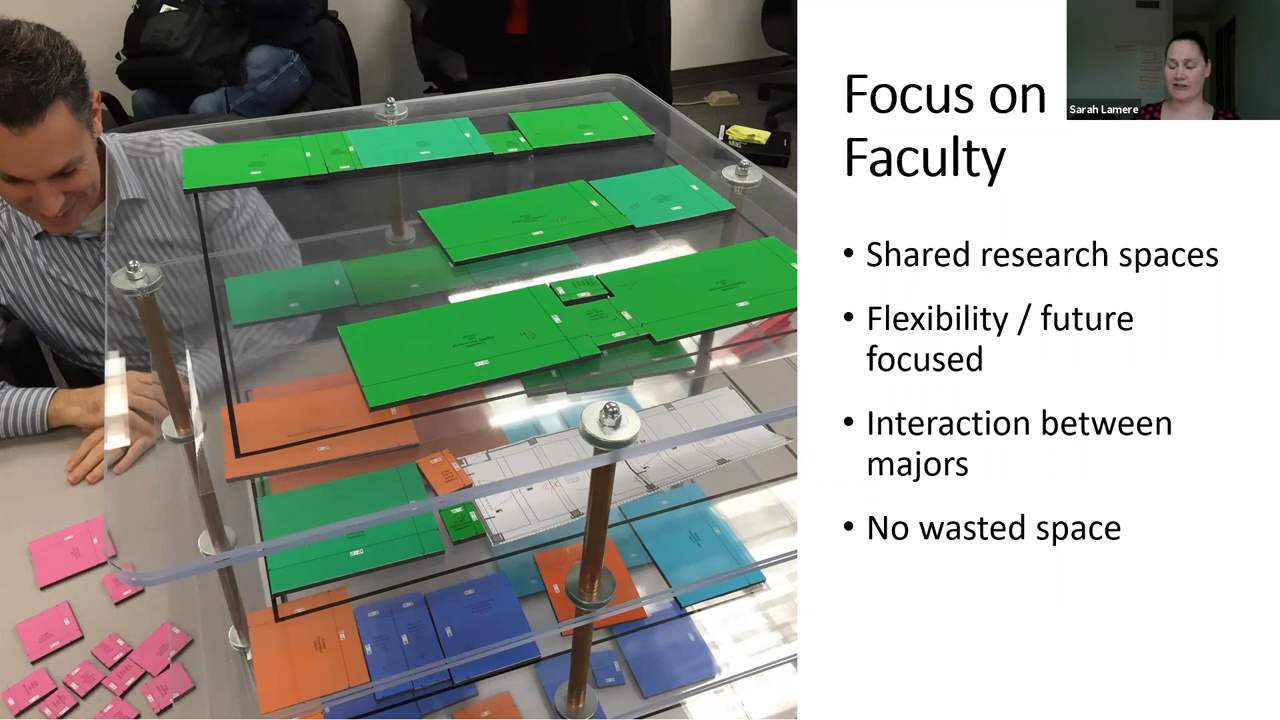 Focus on
Faculty
Sarah Lamere
• Shared research spaces
• Flexibility / future
focused
• Interaction between
majors
• No wasted space